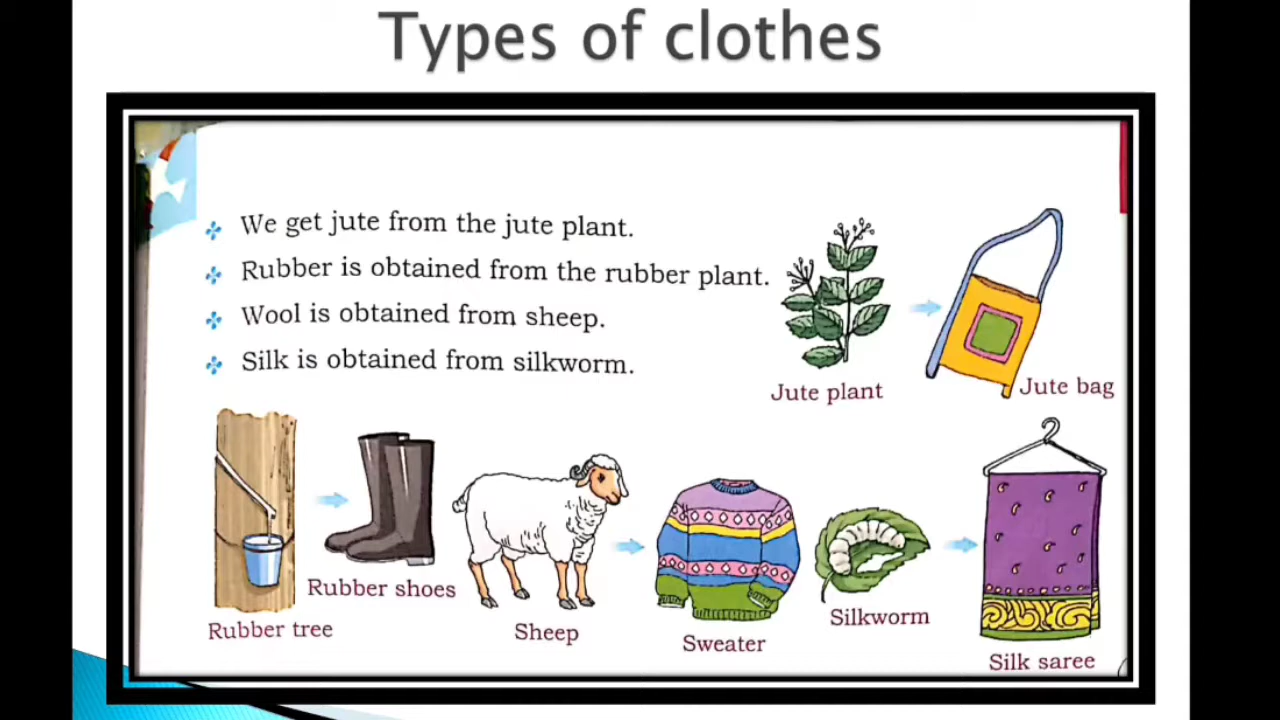 Types of clothes
We get jute from the jute plant.
Rubber is obtained from the rubber plant.
Wool is obtained from sheep.
Silk is obtained from silkworm.
Jute plant
Jute bag
Rubber shoes
Rubber tree
Sheep
Sweater
Silkworm
Silk saree